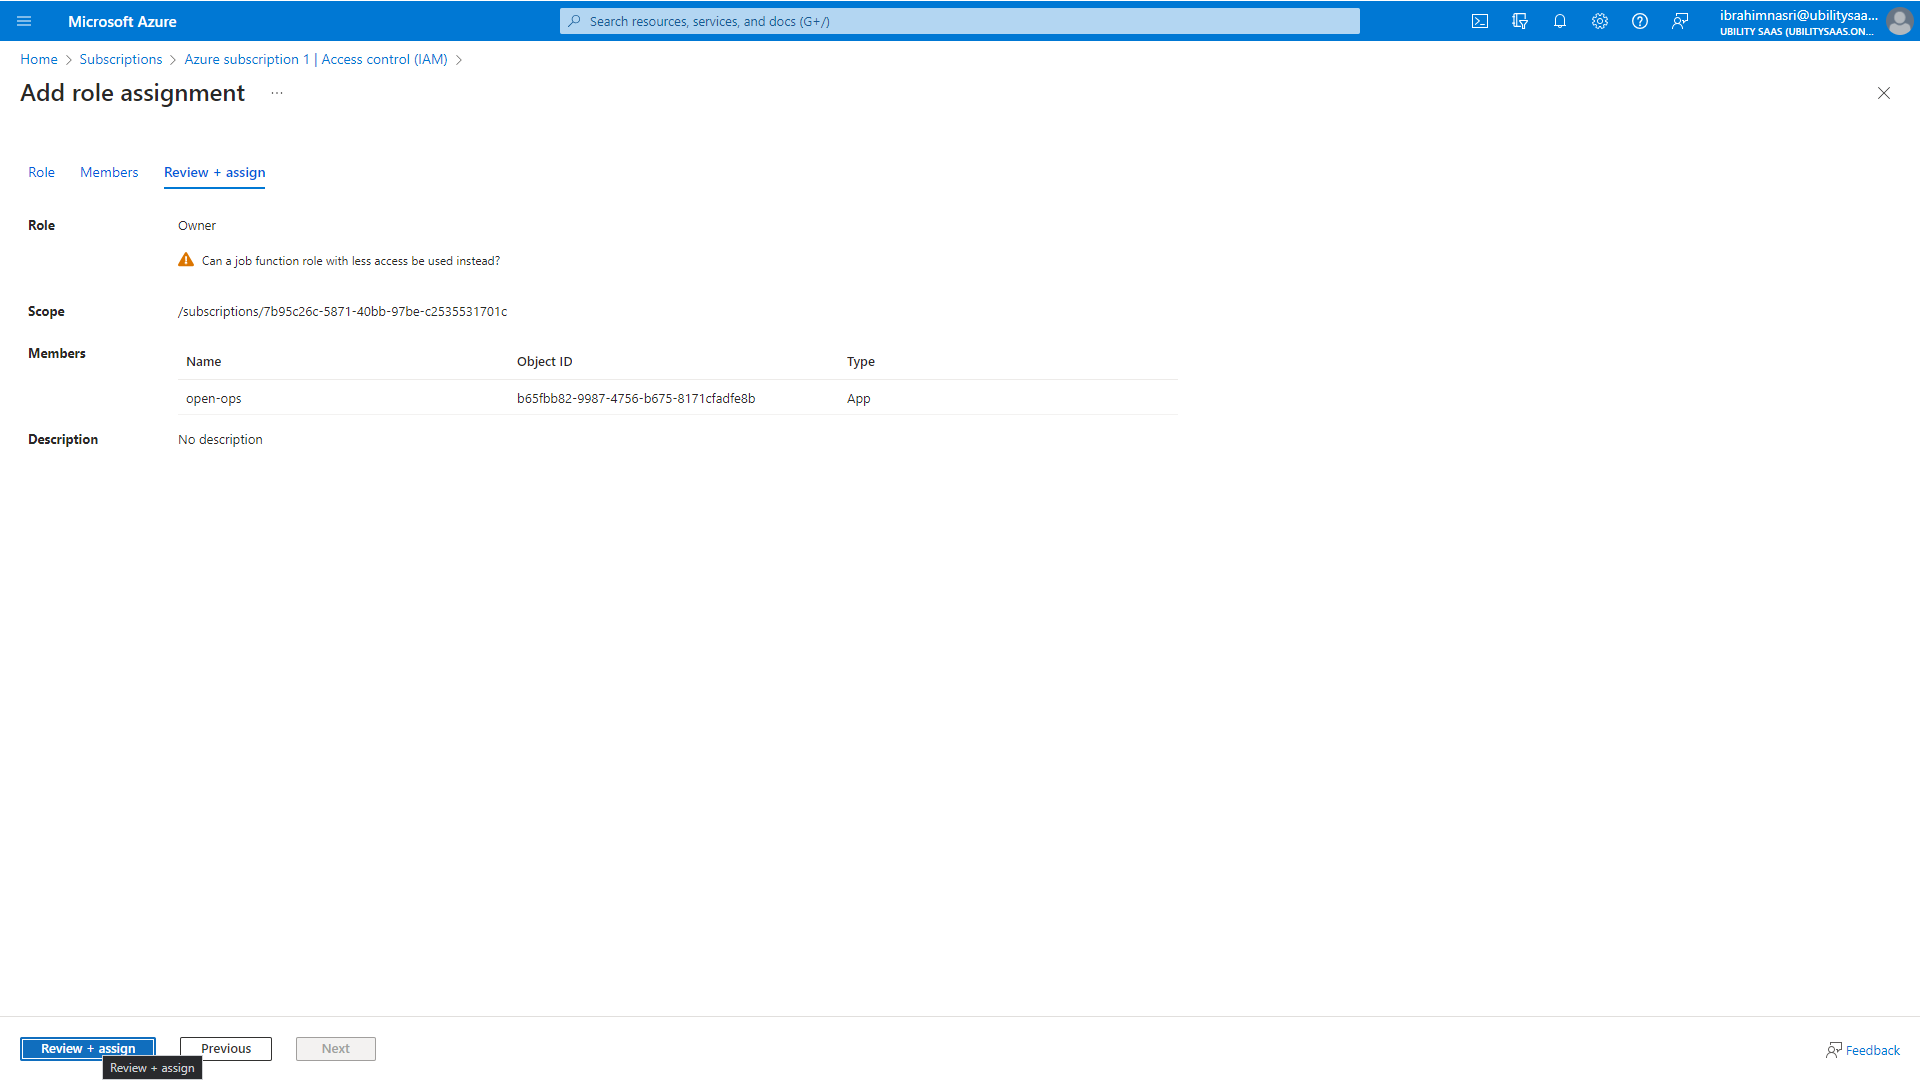 Microsoft Azure
Search resources, services, and docs (G+/)
ibrahimnasri@ubilitysaa...
UBILITY SAAS (UBILITYSAAS.ON...
Home > Subscriptions > Azure subscription 1 | Access control (IAM) >
Add role assignment ...
Role Members Review + assign
Role Owner
Can a job function role with less access be used instead?
Scope /subscriptions/7b95c26c-5871-40bb-97be-c2535531701c
Members
Name Object ID Type
open-ops b65fbb82-9987-4756-b675-8171cfadfe8b App
Description No description
Review + assign Previous Next
Review + assign
Feedback